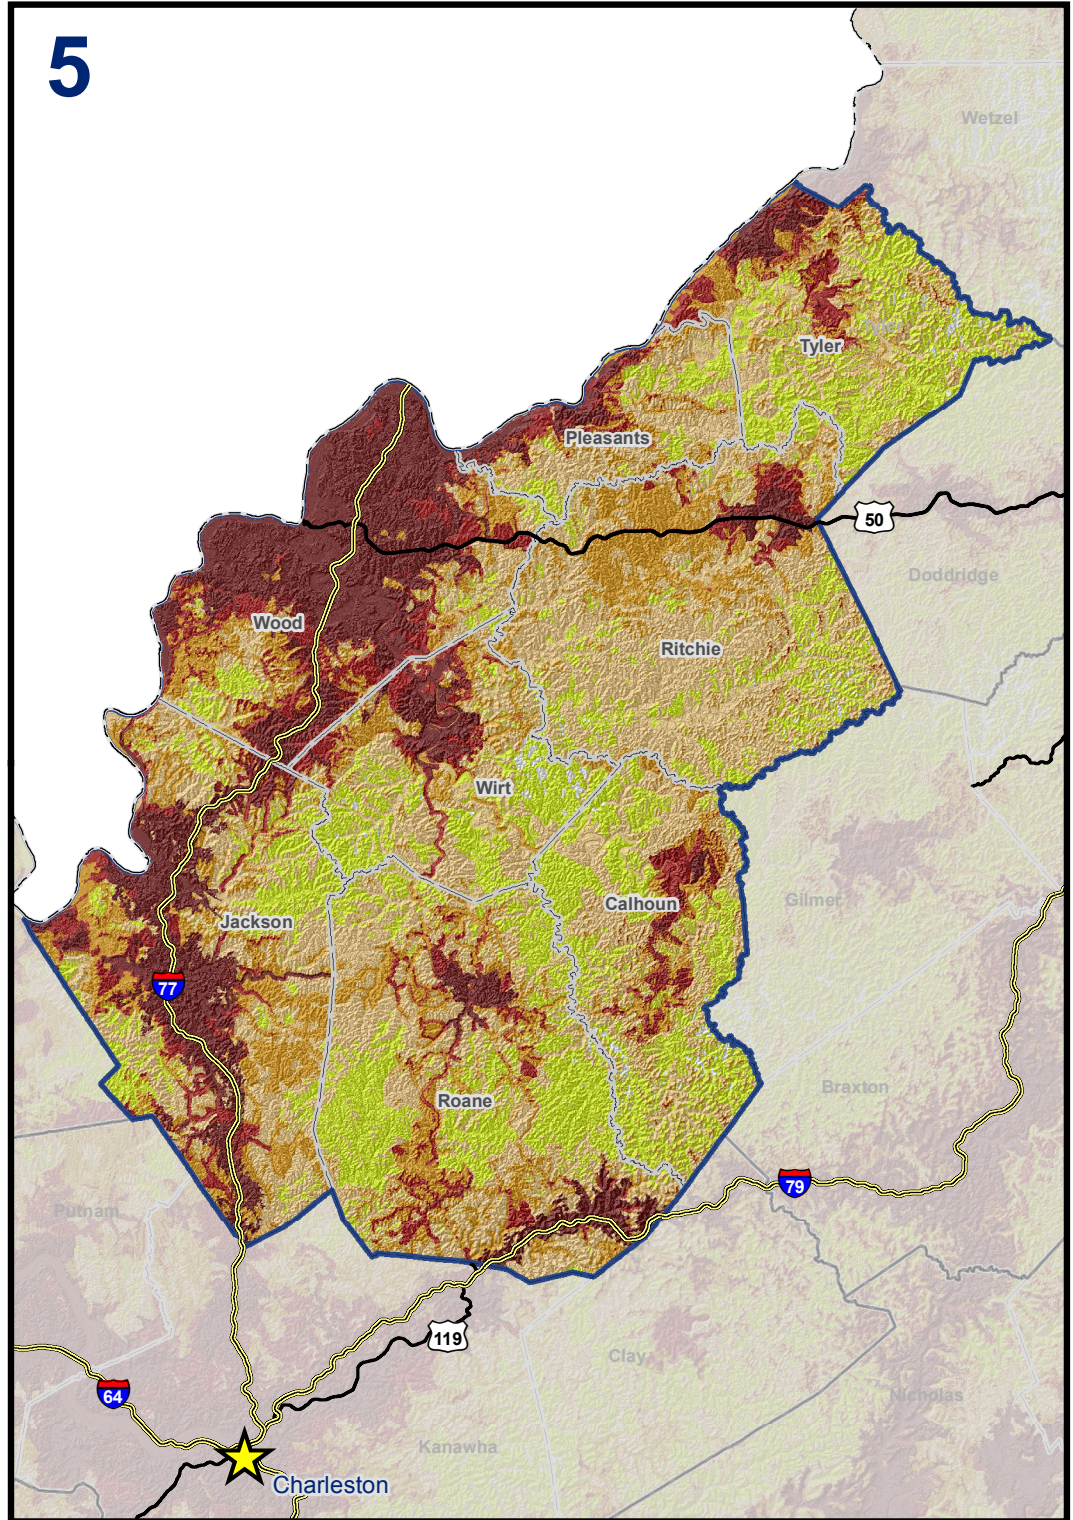 5
Wetzel
Tyler
Tyler
Pleasants
50
Doddridge
Wood
Ritchie
Wirt
Calhoun
Gilmer
Jackson
77
Braxton
Roane
79
Putnam
119
Clay
64
Nicholas
Kanawha
Charleston